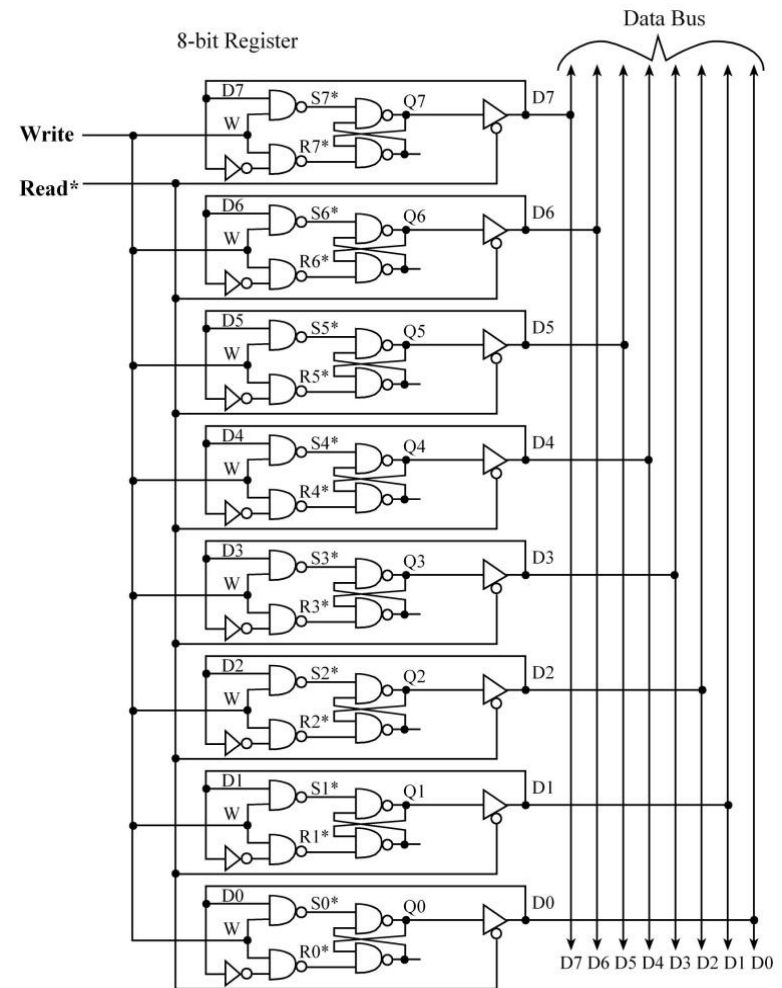 Data Bus
8-bit Register
D7 S7* Q7 D7
Write W R7*
Read*
D6 S6* Q6 D6
W R6*
D5 S5* Q5 D5
W R5*
D4 S4* Q4 D4
W R4*
D3 S3* Q3 D3
W R3*
D2 S2* Q2 D2
W R2*
D1 S1* Q1 D1
W R1*
D0 S0* Q0 D0
W R0*
D7 D6 D5 D4 D3 D2 D1 D0